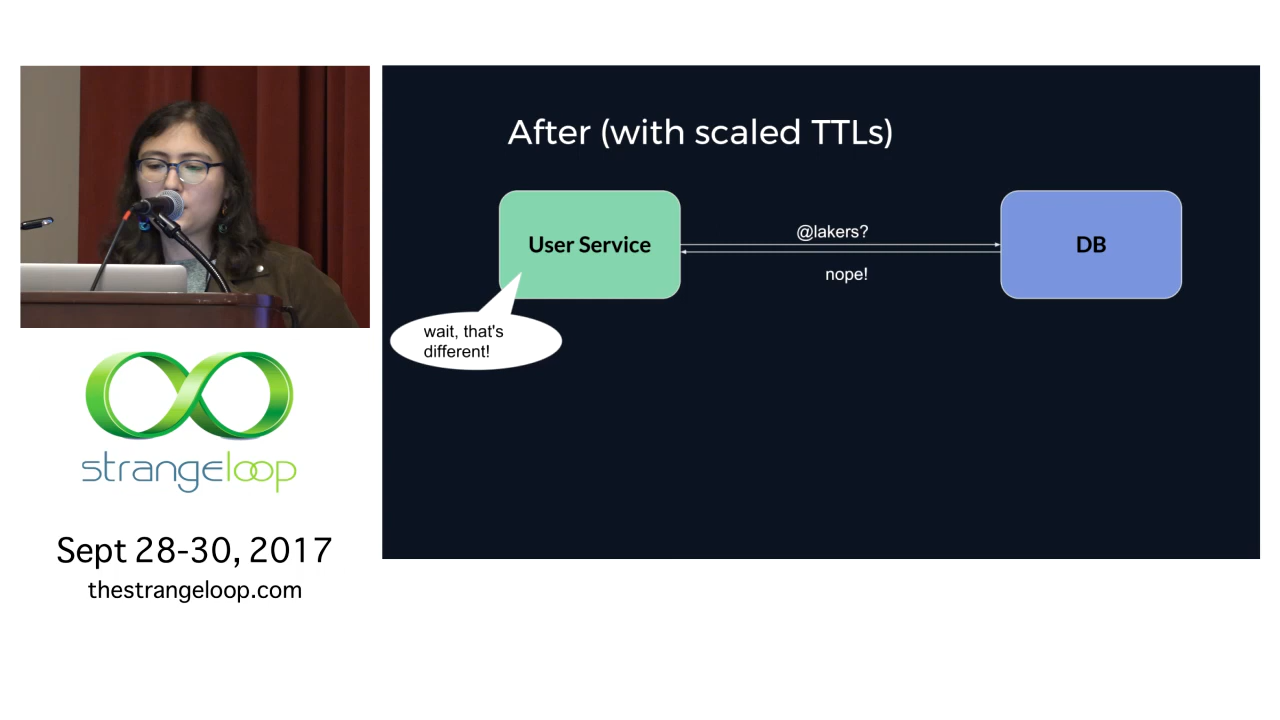 After (with scaled TTLs)
User Service
@lakers?
nope!
DB
wait, that's
different!
strangeloop
Sept 28-30, 2017
thestrangeloop.com